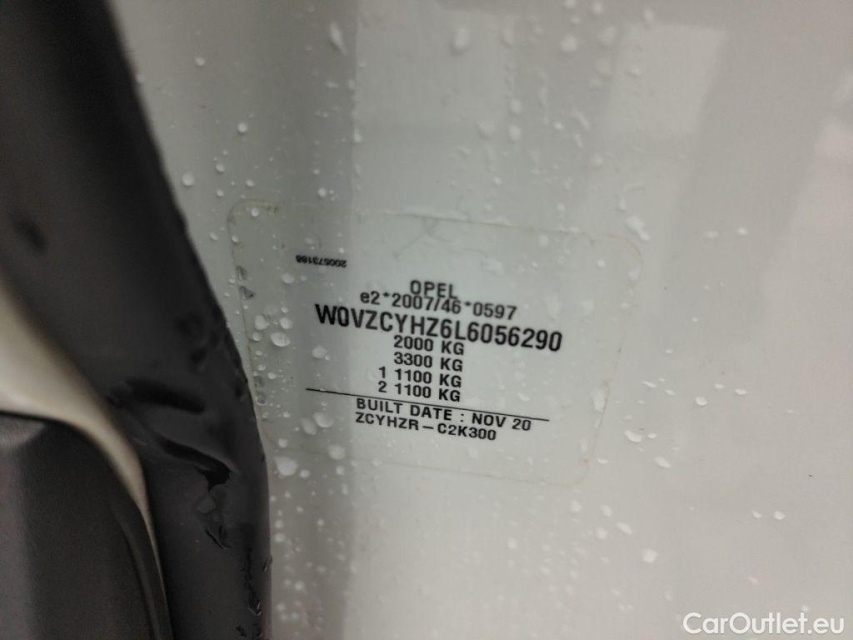 200573168
OPEL
e2*2007/46*0597
W0VZCYHZ6L6056290
2000 KG
3300 KG
1 1100 KG
2 1100 KG
BUILT DATE : NOV 20
ZCYHZR-C2K300
CarOutlet.eu